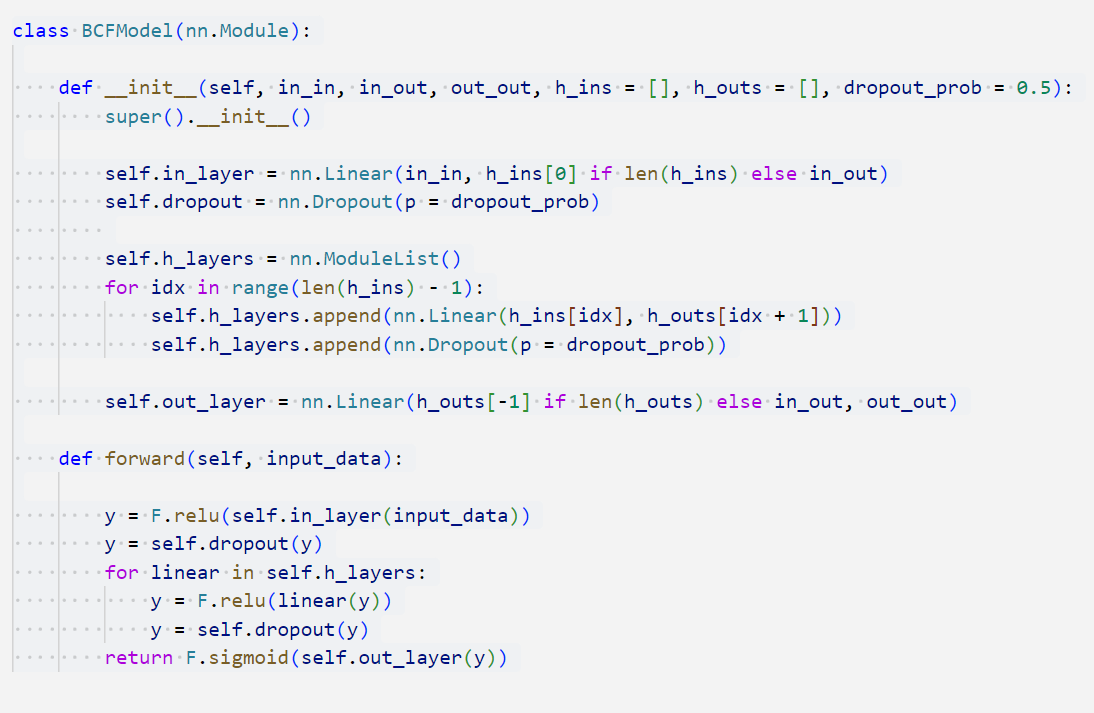 class BCFModel(nn.Module):
    def __init__(self, in_in, in_out, out_out, h_ins = [], h_outs = [], dropout_prob = 0.5):
        super().__init__()
        self.in_layer = nn.Linear(in_in, h_ins[0] if len(h_ins) else in_out)
        self.dropout = nn.Dropout(p = dropout_prob)
        self.h_layers = nn.ModuleList()
        for idx in range(len(h_ins) - 1):
            self.h_layers.append(nn.Linear(h_ins[idx], h_outs[idx + 1]))
            self.h_layers.append(nn.Dropout(p = dropout_prob))
        self.out_layer = nn.Linear(h_outs[-1] if len(h_outs) else in_out, out_out)
    def forward(self, input_data):
        y = F.relu(self.in_layer(input_data))
        y = self.dropout(y)
        for linear in self.h_layers:
            y = F.relu(linear(y))
            y = self.dropout(y)
        return F.sigmoid(self.out_layer(y))